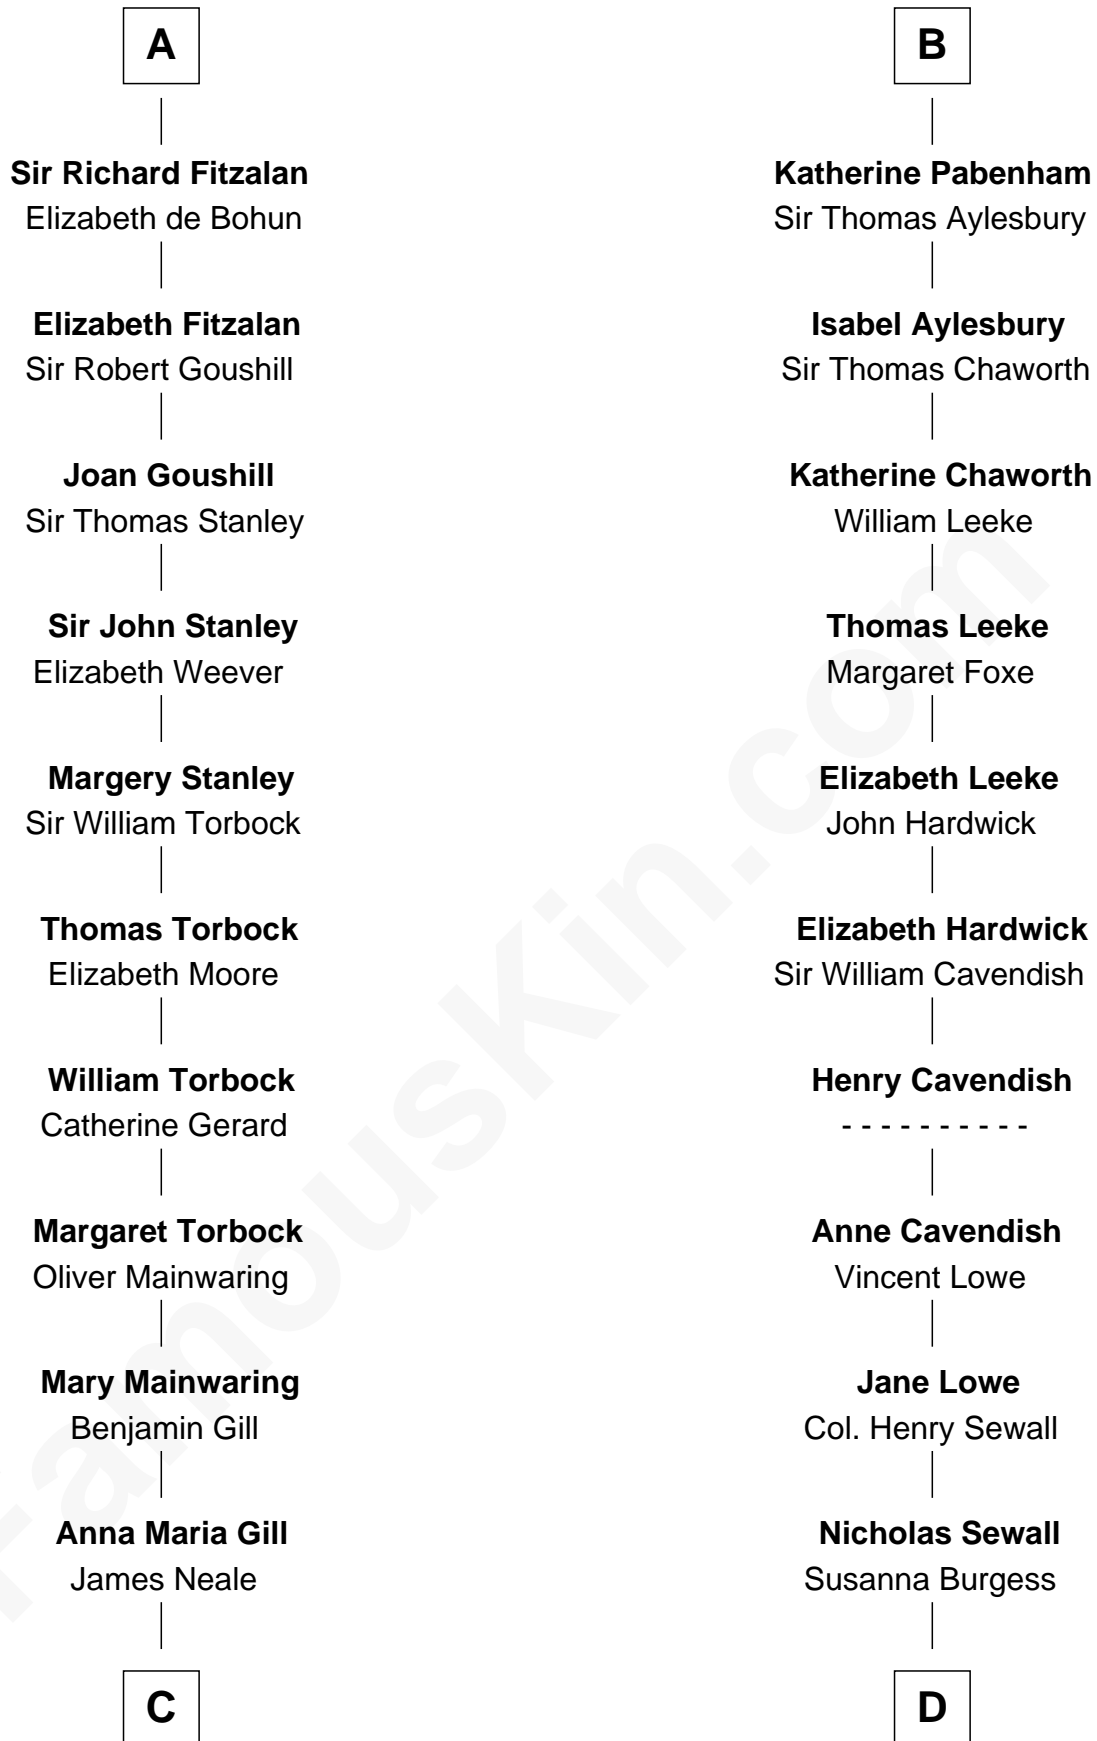 A
Sir Richard Fitzalan
Elizabeth de Bohun
Elizabeth Fitzalan
Sir Robert Goushill
Joan Goushill
Sir Thomas Stanley
Sir John Stanley
Elizabeth Weever
Margery Stanley
Sir William Torbock
Thomas Torbock
Elizabeth Moore
William Torbock
Catherine Gerard
Margaret Torbock
Oliver Mainwaring
Mary Mainwaring
Benjamin Gill
Anna Maria Gill
James Neale
C
B
Katherine Pabenham
Sir Thomas Aylesbury
Isabel Aylesbury
Sir Thomas Chaworth
Katherine Chaworth
William Leeke
Thomas Leeke
Margaret Foxe
Elizabeth Leeke
John Hardwick
Elizabeth Hardwick
Sir William Cavendish
Henry Cavendish
- - - - - - - - - -
Anne Cavendish
Vincent Lowe
Jane Lowe
Col. Henry Sewall
Nicholas Sewall
Susanna Burgess
D
FamousKin.com